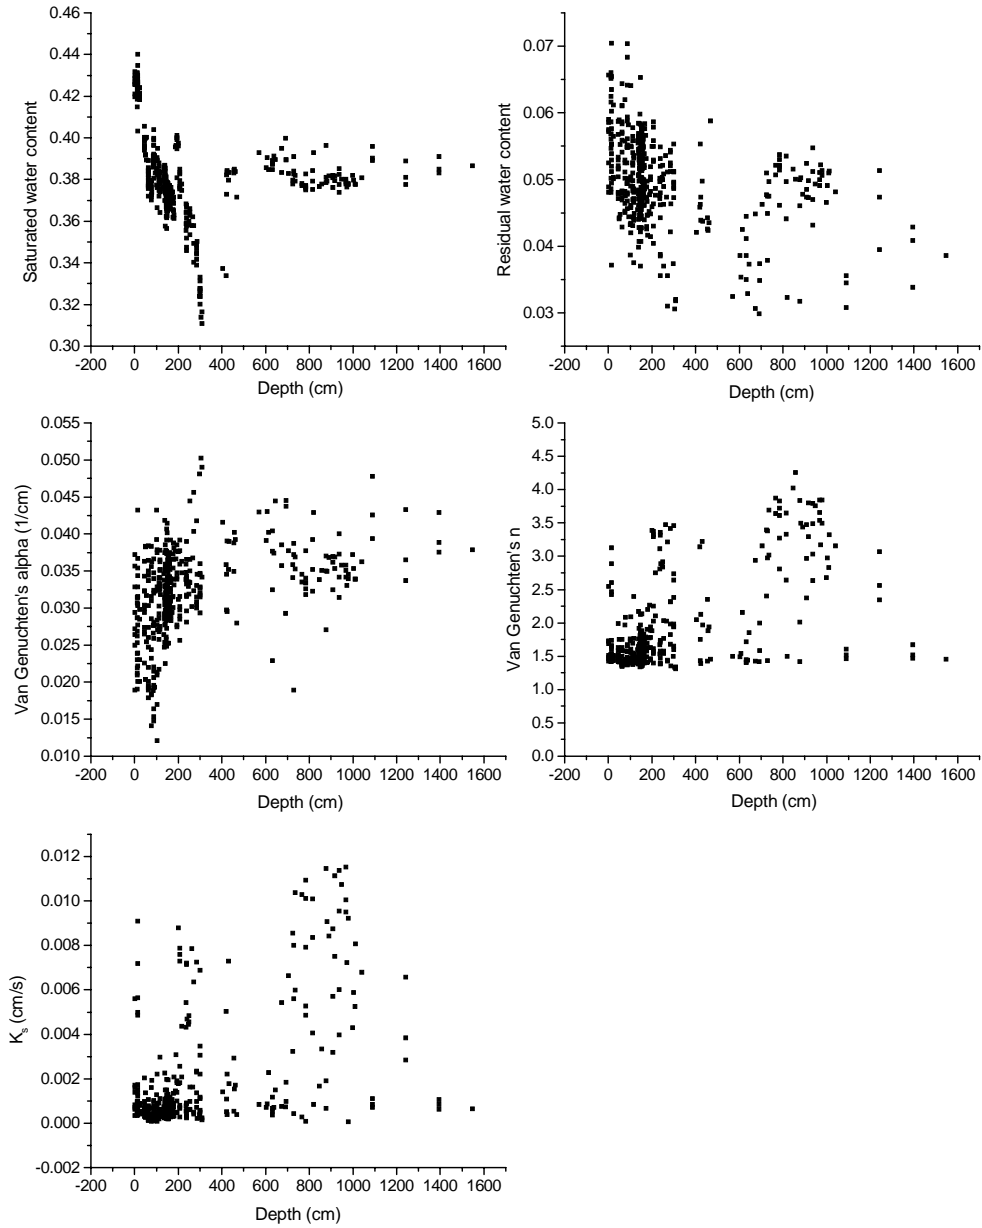 0.46
0.44
0.42
0.40
0.38
0.36
0.34
0.32
0.30
Saturated water content
-200 0 200 400 600 800 1000 1200 1400 1600
Depth (cm)
0.07
0.06
0.05
0.04
0.03
Residual water content
-200 0 200 400 600 800 1000 1200 1400 1600
Depth (cm)
0.055
0.050
0.045
0.040
0.035
0.030
0.025
0.020
0.015
0.010
Van Genuchten's alpha (1/cm)
-200 0 200 400 600 800 1000 1200 1400 1600
Depth (cm)
5.0
4.5
4.0
3.5
3.0
2.5
2.0
1.5
1.0
0.5
0.0
Van Genuchten's n
-200 0 200 400 600 800 1000 1200 1400 1600
Depth (cm)
0.012
0.010
0.008
0.006
0.004
0.002
0.000
-0.002
Ks (cm/s)
-200 0 200 400 600 800 1000 1200 1400 1600
Depth (cm)